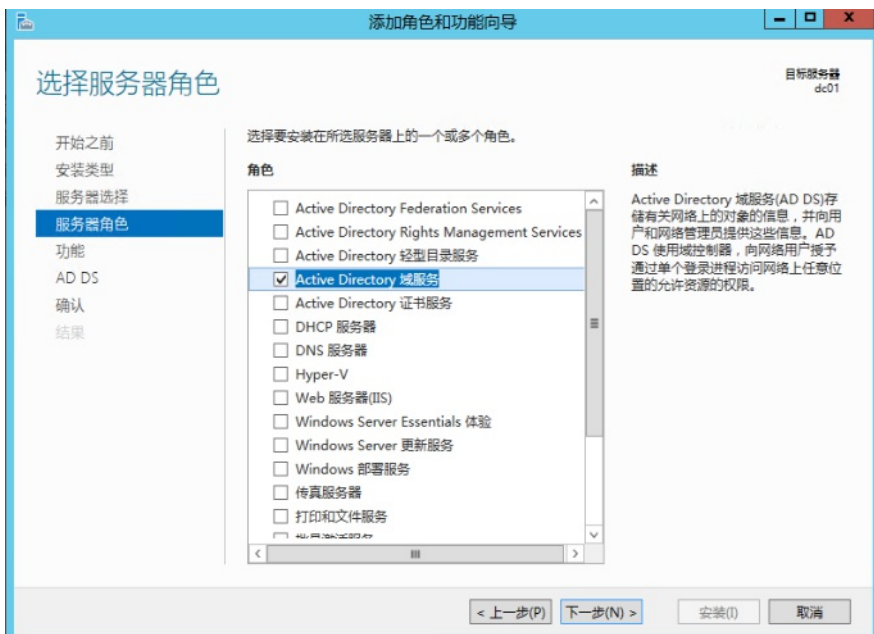 添加角色和功能向导
选择服务器角色
目标服务器
dc01
开始之前
安装类型
服务器选择
服务器角色
功能
AD DS
确认
结果
选择要安装在所选服务器上的一个或多个角色。
角色
Active Directory Federation Services
Active Directory Rights Management Services
Active Directory 轻型目录服务
Active Directory 域服务
Active Directory 证书服务
DHCP 服务器
DNS 服务器
Hyper-V
Web 服务器(IIS)
Windows Server Essentials 体验
Windows Server 更新服务
Windows 部署服务
传真服务器
打印和文件服务
批量激活服务
描述
Active Directory 域服务(AD DS)存
储有关网络上的对象的信息，并向用
户和网络管理员提供这些信息。AD
DS 使用域控制器，向网络用户授予
通过单个登录进程访问网络上任意位
置的允许资源的权限。
< 上一步(P)
下一步(N) >
安装(I)
取消